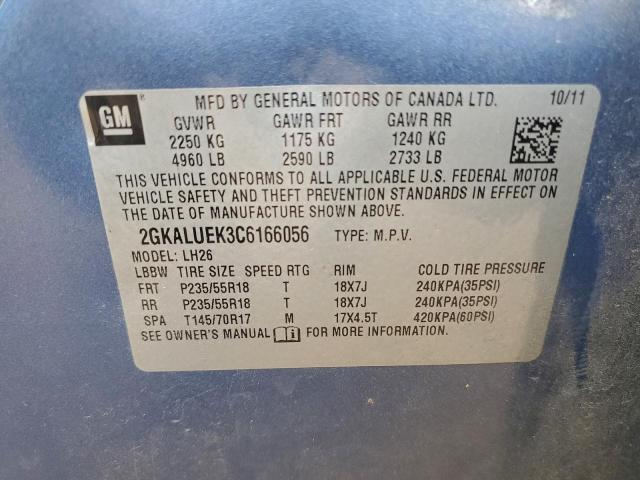 GM ® MFD BY GENERAL MOTORS OF CANADA LTD. 10/11
GVWR GAWR FRT GAWR RR
2250 KG 1175 KG 1240 KG
4960 LB 2590 LB 2733 LB
THIS VEHICLE CONFORMS TO ALL APPLICABLE U.S. FEDERAL MOTOR
VEHICLE SAFETY AND THEFT PREVENTION STANDARDS IN EFFECT ON
THE DATE OF MANUFACTURE SHOWN ABOVE.
2GKALUEK3C6166056 TYPE: M.P.V.
MODEL: LH26
LBBW TIRE SIZE SPEED RTG RIM COLD TIRE PRESSURE
FRT P235/55R18 T 18X7J 240KPA(35PSI)
RR P235/55R18 T 18X7J 240KPA(35PSI)
SPA T145/70R17 M 17X4.5T 420KPA(60PSI)
SEE OWNER'S MANUAL FOR MORE INFORMATION.